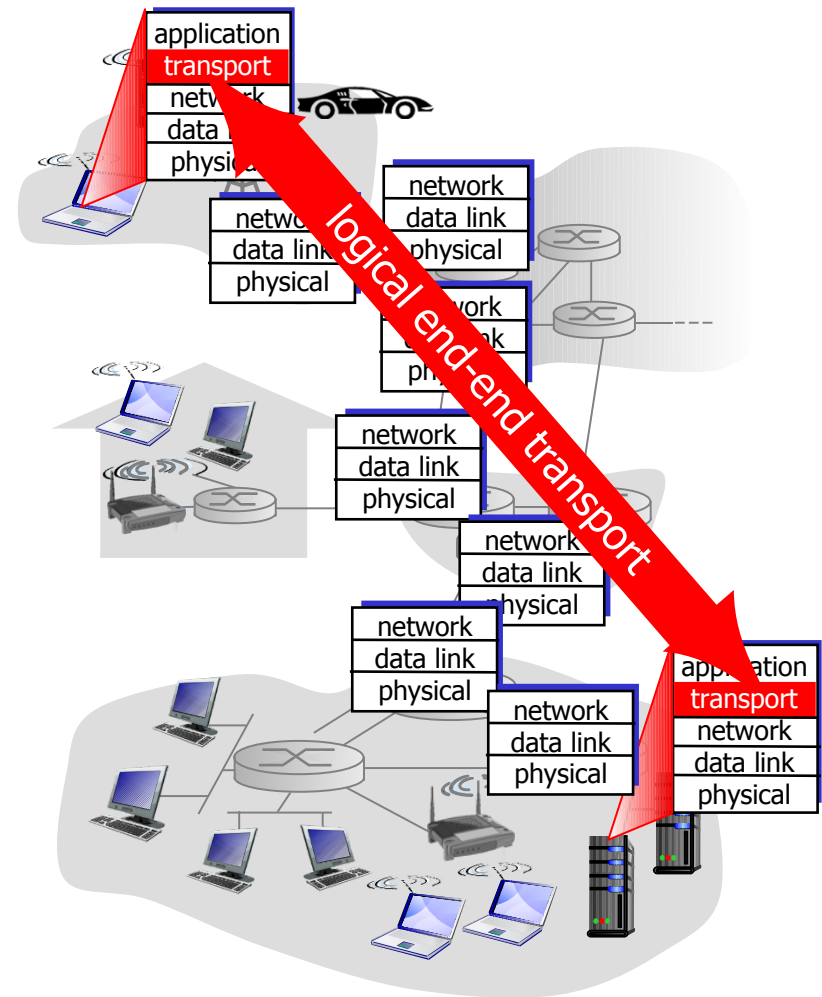 application
transport
network
data
physical
network
data link
physical
network
data link
physical
logical end-end transport
network
data link
physical
network
data link
physical
network
data link
physical
network
data link
physical
application
transport
network
data link
physical